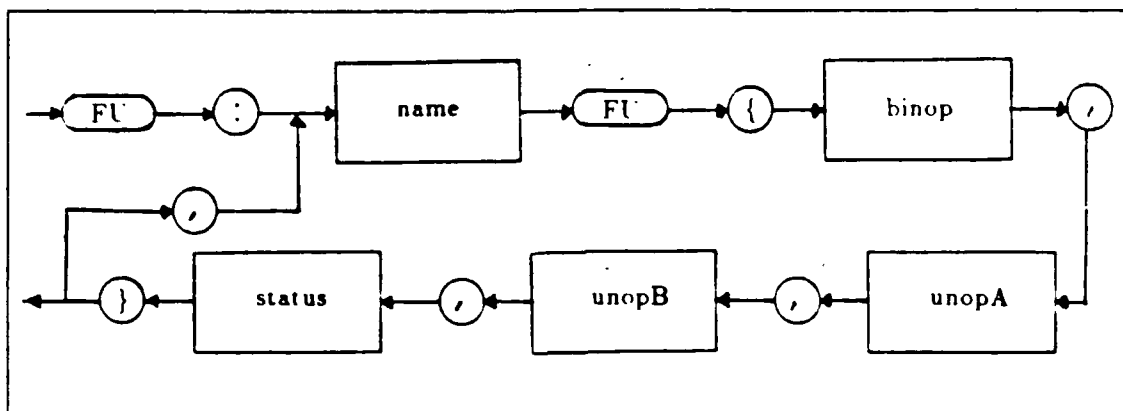 FU : name FU { binop ,
,
} status , unopB , unopA